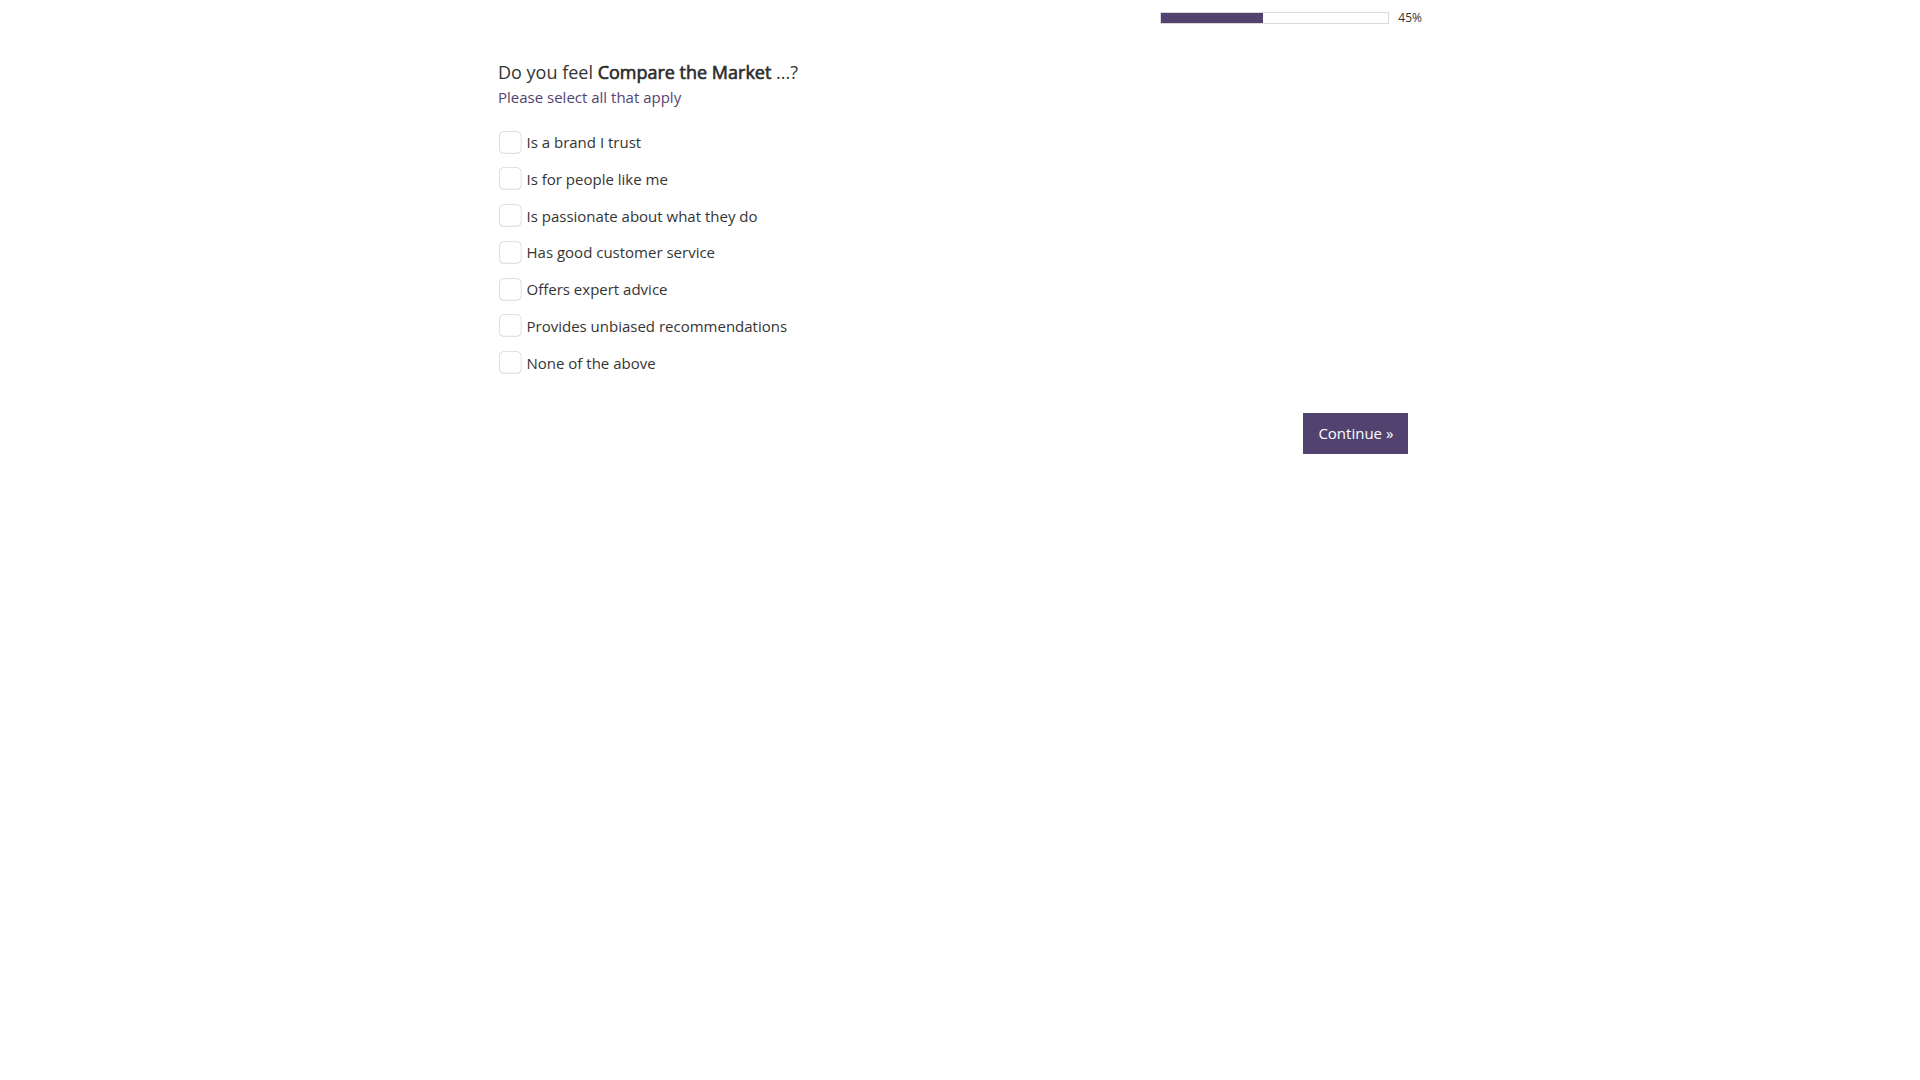 45%
Do you feel Compare the Market ...?
Please select all that apply
Is a brand I trust
Is for people like me
Is passionate about what they do
Has good customer service
Offers expert advice
Provides unbiased recommendations
None of the above
Continue »